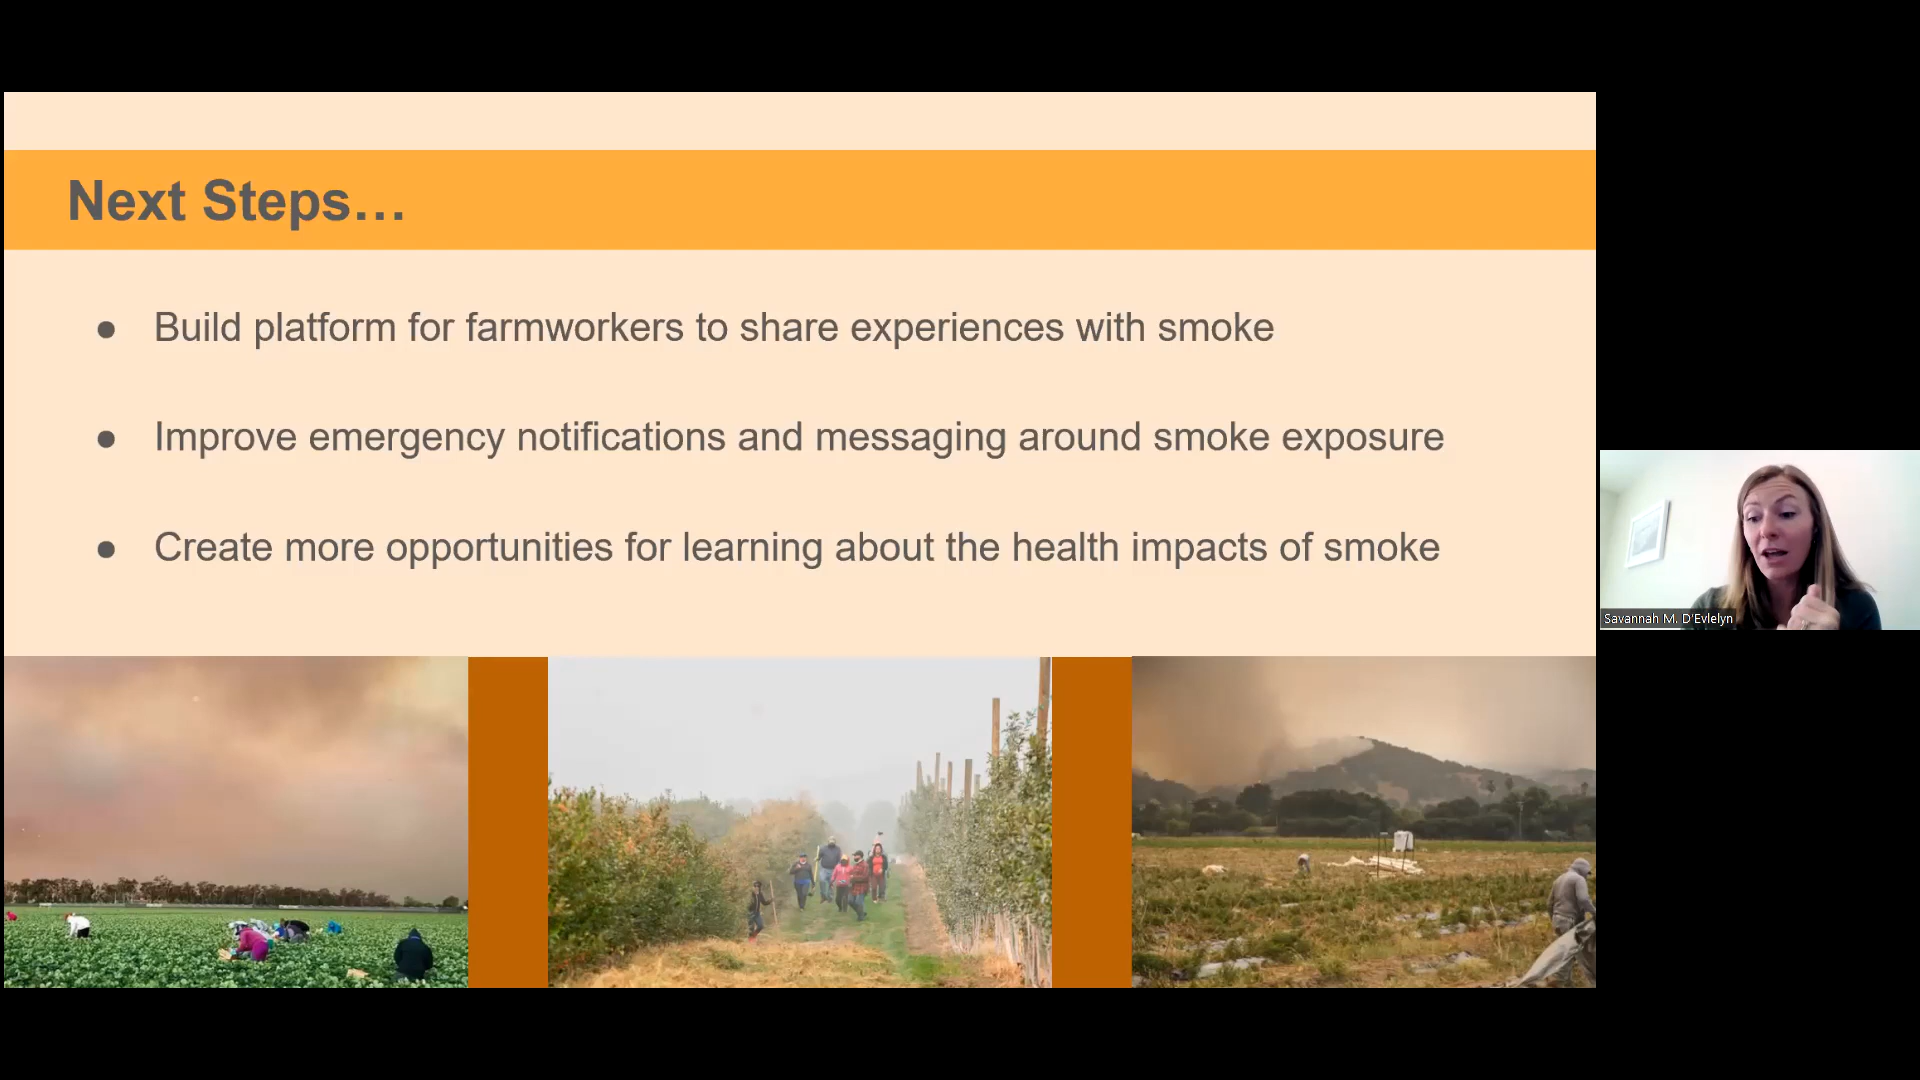 Next Steps…
● Build platform for farmworkers to share experiences with smoke
● Improve emergency notifications and messaging around smoke exposure
● Create more opportunities for learning about the health impacts of smoke
Savannah M. D'Evlelyn